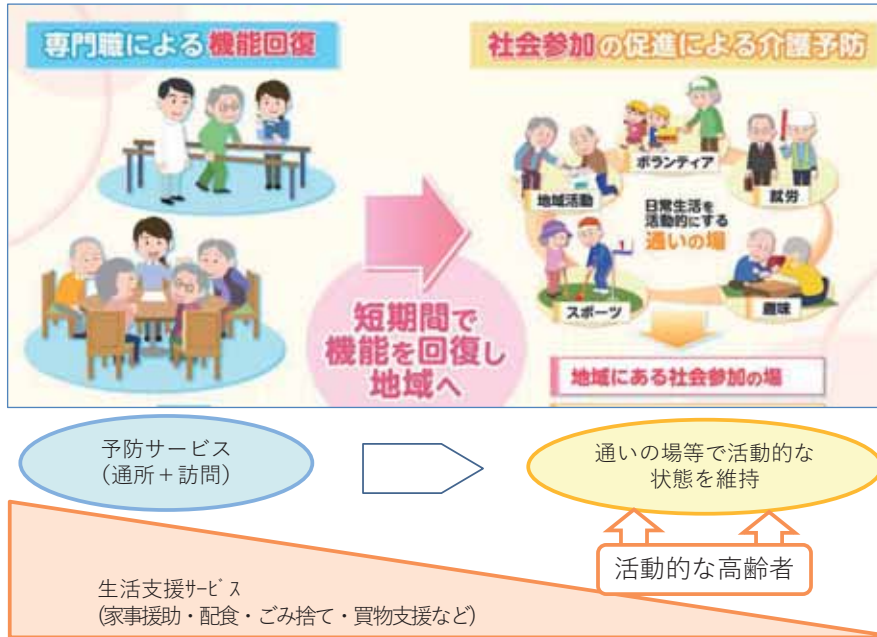 専門職による機能回復
社会参加の促進による介護予防
ボランティア
地域活動
就労
日常生活を
活動的にする
通いの場
スポーツ
趣味
短期間で
機能を回復し
地域へ
地域にある社会参加の場
予防サービス
(通所+訪問)
通いの場等で活動的な
状態を維持
活動的な高齢者
生活支援ｻｰﾋﾞｽ
(家事援助・配食・ごみ捨て・買物支援など)